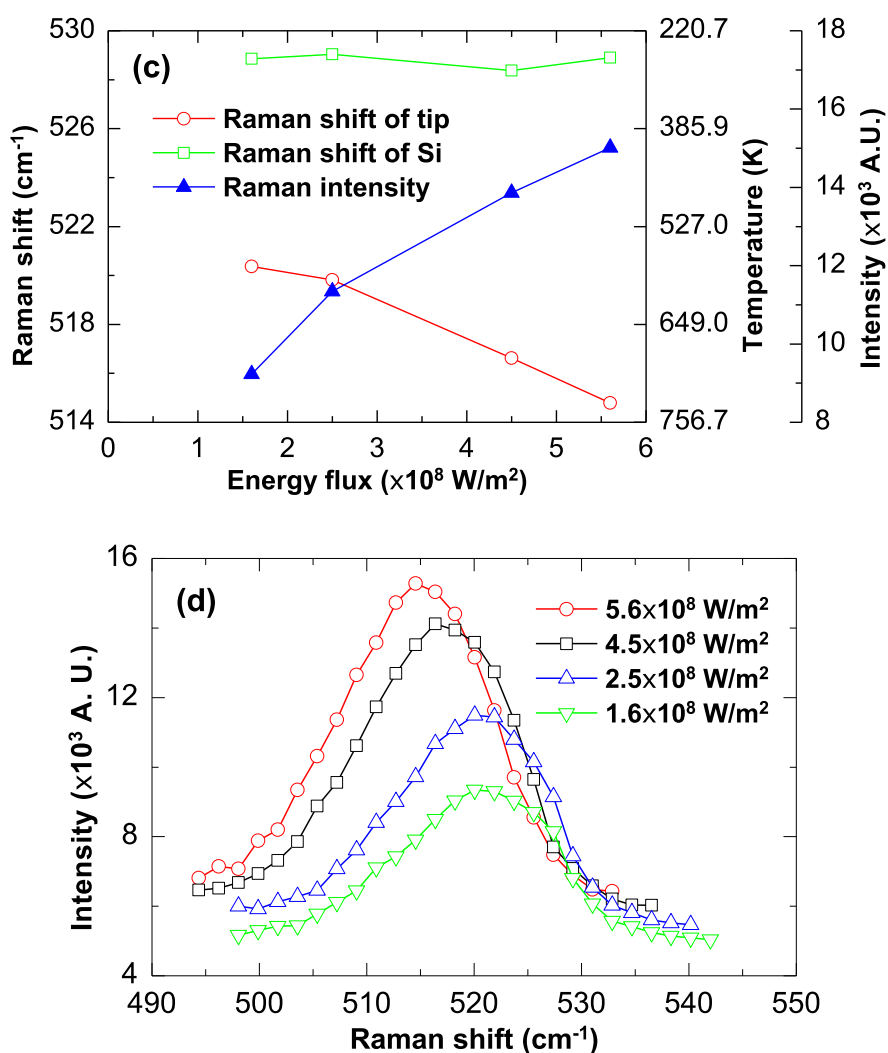 (c)
Raman shift of tip
Raman shift of Si
Raman intensity
Raman shift (cm⁻¹)
530
526
522
518
514
0 1 2 3 4 5 6
Energy flux (×10⁸ W/m²)
220.7
385.9
527.0
649.0
756.7
Temperature (K)
18
16
14
12
10
8
Intensity (×10³ A.U.)
(d)
5.6×10⁸ W/m²
4.5×10⁸ W/m²
2.5×10⁸ W/m²
1.6×10⁸ W/m²
Intensity (×10³ A. U.)
16
12
8
4
490 500 510 520 530 540 550
Raman shift (cm⁻¹)